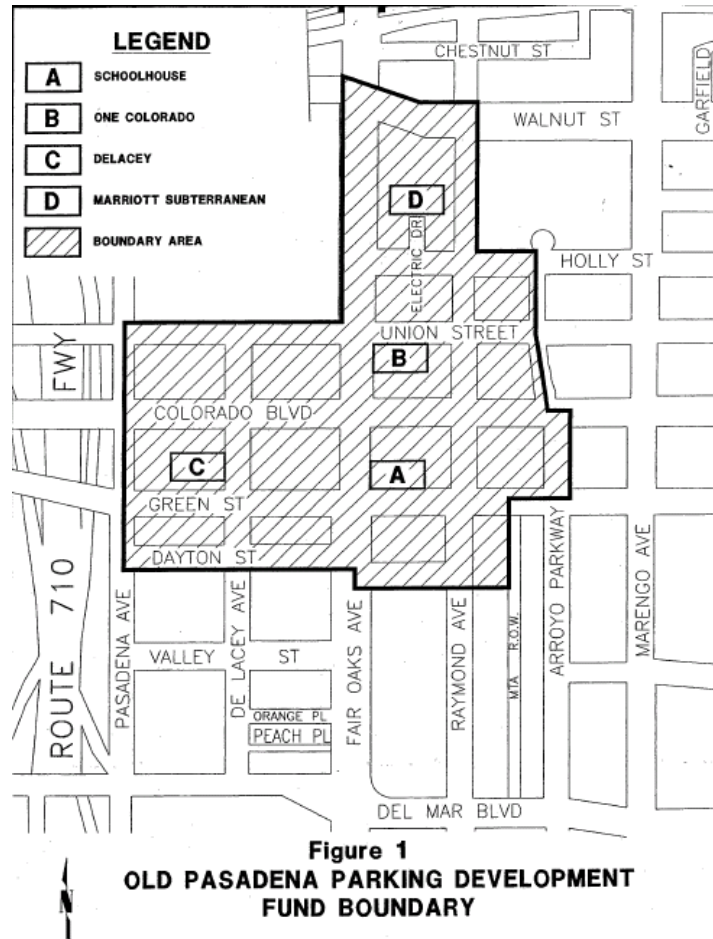 LEGEND
A SCHOOLHOUSE
B ONE COLORADO
C DELACEY
D MARRIOTT SUBTERRANEAN
BOUNDARY AREA
CHESTNUT ST
WALNUT ST
GARFIELD
D
ELECTRIC DR
HOLLY ST
UNION STREET
B
FWY
COLORADO BLVD
C
A
GREEN ST
DAYTON ST
ROUTE 710
PASADENA AVE
DE LACEY AVE
FAIR OAKS AVE
RAYMOND AVE
MTA R.O.W.
ARROYO PARKWAY
MARENGO AVE
VALLEY ST
ORANGE PL
PEACH PL
DEL MAR BLVD
Figure 1
OLD PASADENA PARKING DEVELOPMENT
FUND BOUNDARY
N